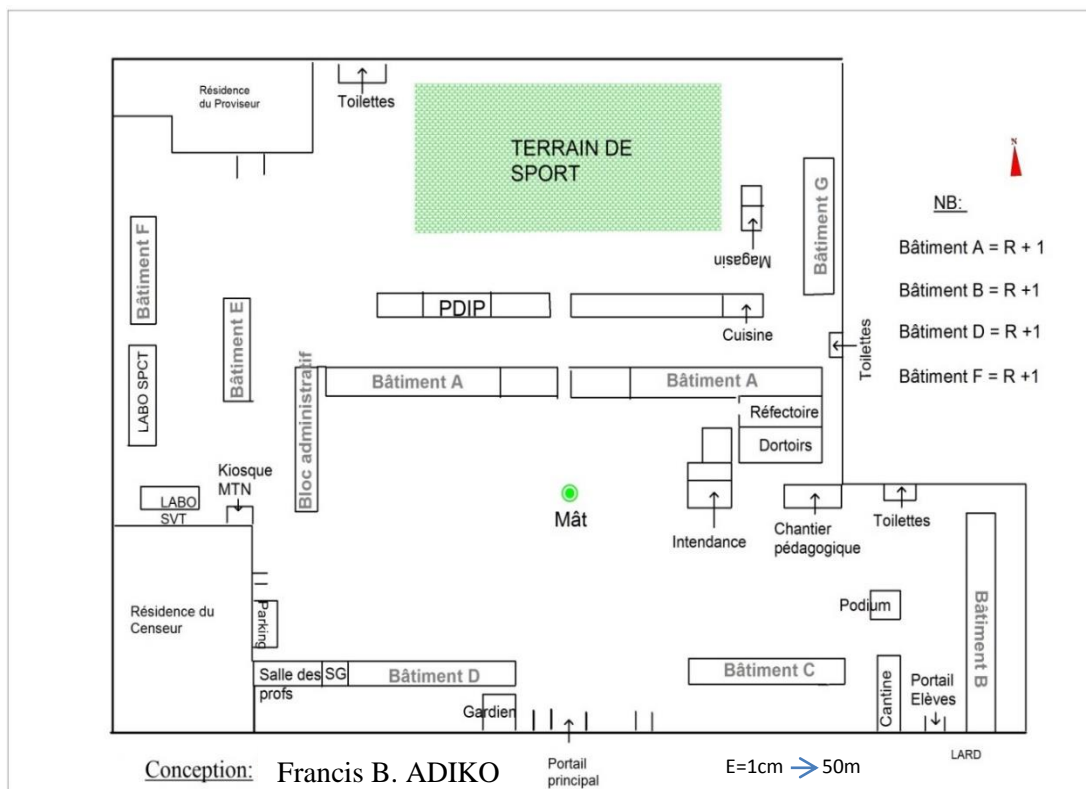 Résidence
du Proviseur
Toilettes
TERRAIN DE
SPORT
N
NB:
Bâtiment A = R + 1
Bâtiment B = R +1
Bâtiment D = R +1
Bâtiment F = R +1
Bâtiment G
Magasin
Bâtiment F
Bâtiment E
PDIP
Cuisine
Toilettes
LABO SPCT
Bloc administratif
Bâtiment A
Bâtiment A
Réfectoire
Dortoirs
Kiosque
MTN
LABO
SVT
Mât
Intendance
Chantier
pédagogique
Toilettes
Résidence du
Censeur
Parking
Podium
Bâtiment B
Salle des
profs
SG
Bâtiment D
Bâtiment C
Cantine
Portail
Elèves
Gardien
LARD
Conception: Francis B. ADIKO
Portail
principal
E=1cm → 50m